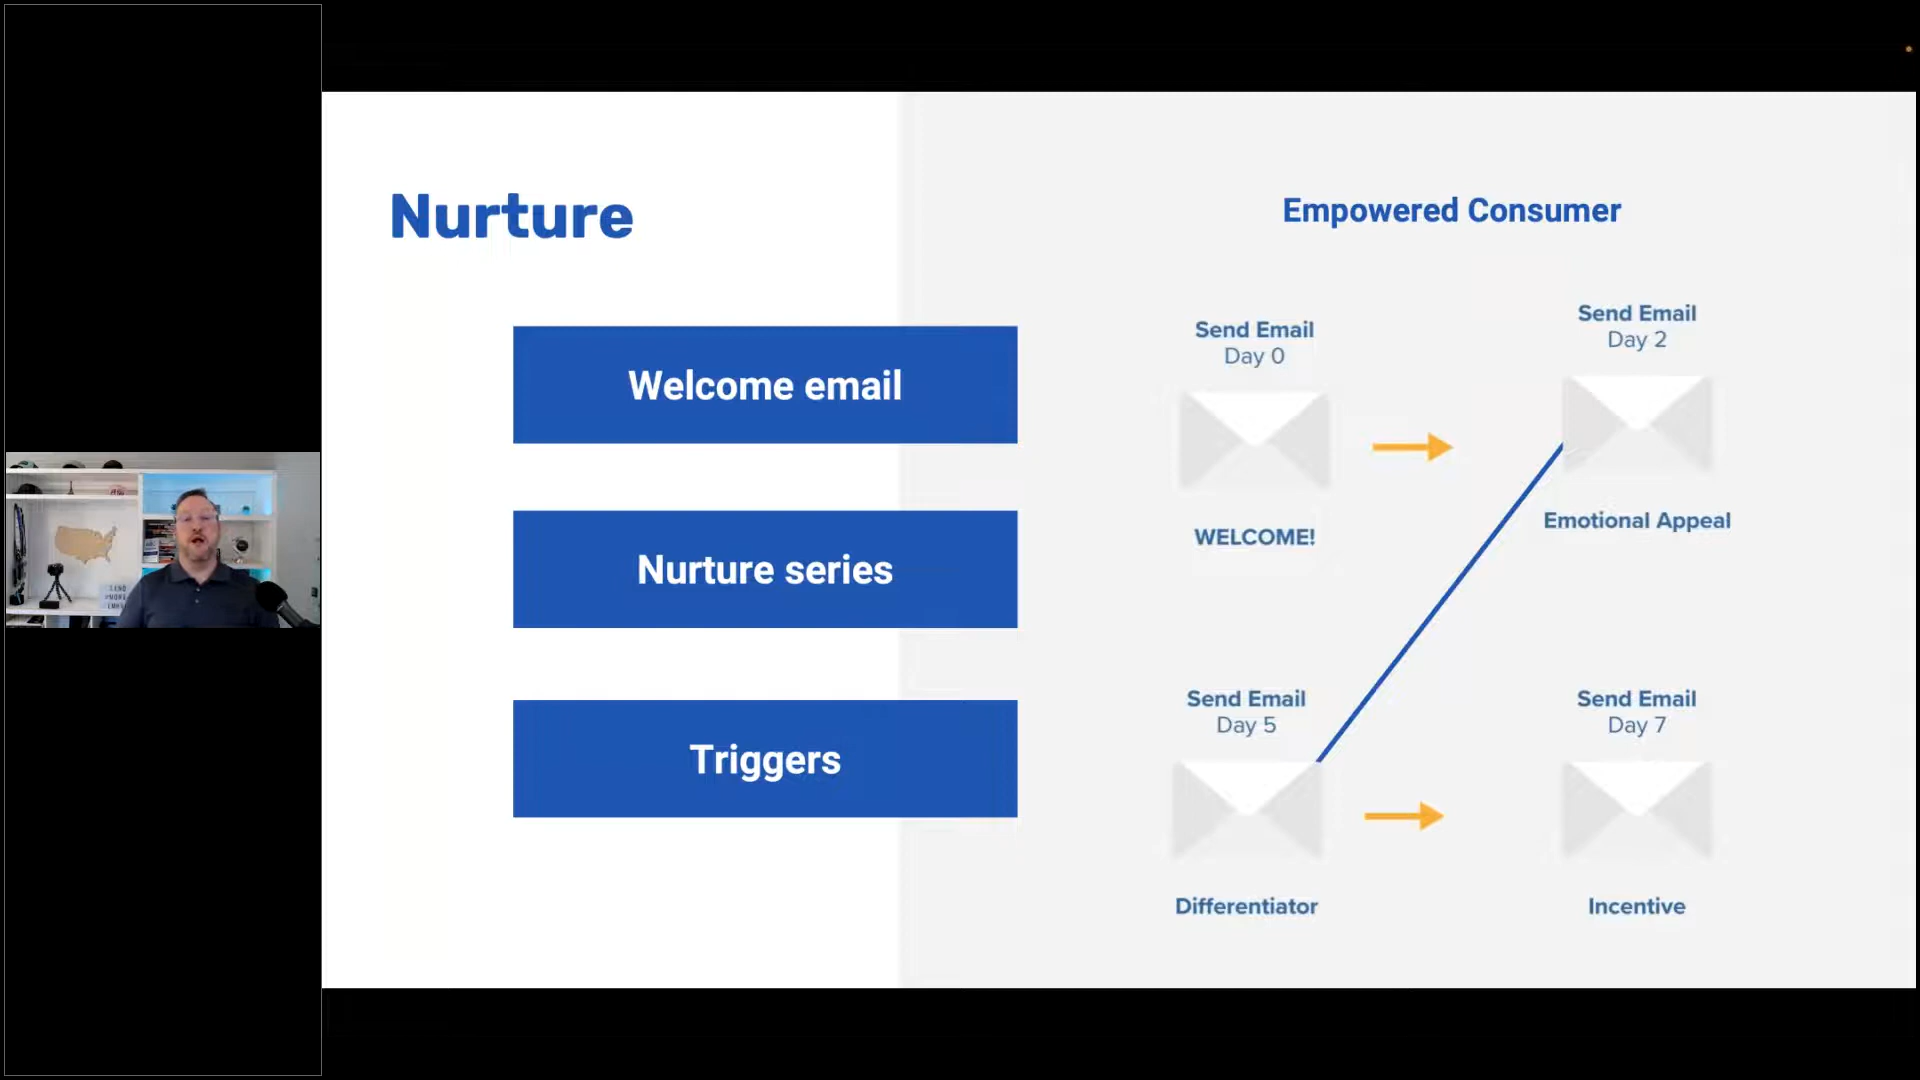 Nurture
Welcome email
Nurture series
Triggers
Empowered Consumer
Send Email
Day 0
WELCOME!
Send Email
Day 2
Emotional Appeal
Send Email
Day 5
Differentiator
Send Email
Day 7
Incentive